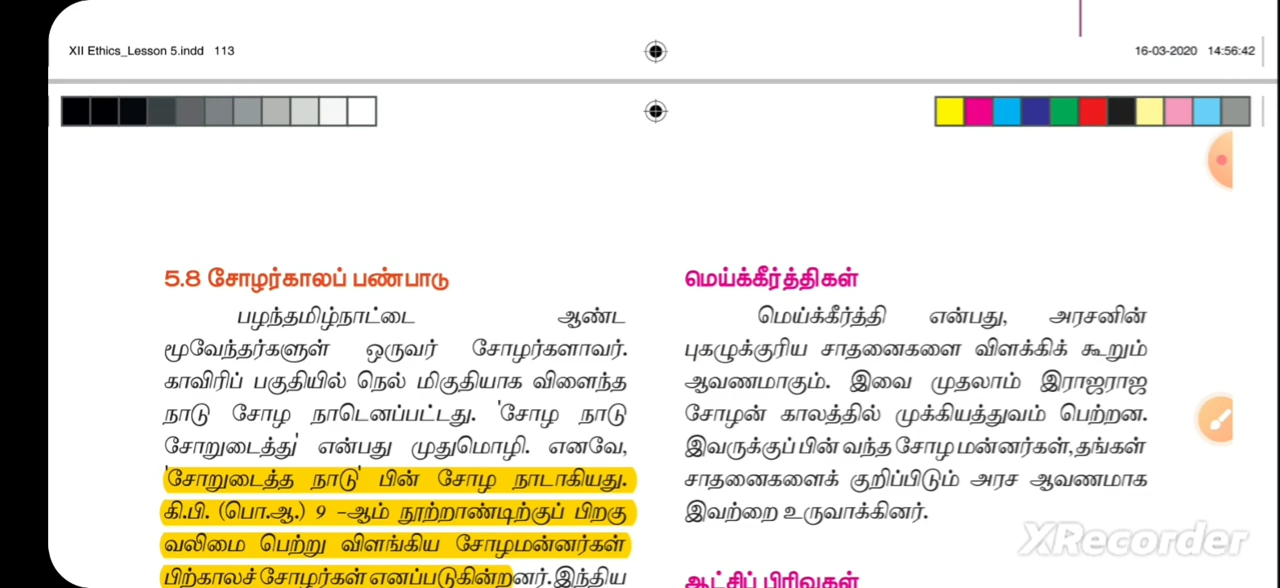 XII Ethics_Lesson 5.indd 113
16-03-2020 14:56:42
5.8 சோழர்காலப் பண்பாடு
பழந்தமிழ்நாட்டை ஆண்ட
மூவேந்தர்களுள் ஒருவர் சோழர்களாவர்.
காவிரிப் பகுதியில் நெல் மிகுதியாக விளைந்த
நாடு சோழ நாடெனப்பட்டது. 'சோழ நாடு
சோறுடைத்து' என்பது முதுமொழி. எனவே,
'சோறுடைத்த நாடு' பின் சோழ நாடாகியது.
கி.பி. (பொ.ஆ.) 9 -ஆம் நூற்றாண்டிற்குப் பிறகு
வலிமை பெற்று விளங்கிய சோழமன்னர்கள்
பிற்காலச் சோழர்கள் எனப்படுகின்றனர். இந்திய
மெய்க்கீர்த்திகள்
மெய்க்கீர்த்தி என்பது, அரசனின்
புகழுக்குரிய சாதனைகளை விளக்கிக் கூறும்
ஆவணமாகும். இவை முதலாம் இராஜராஜ
சோழன் காலத்தில் முக்கியத்துவம் பெற்றன.
இவருக்குப் பின் வந்த சோழ மன்னர்கள், தங்கள்
சாதனைகளைக் குறிப்பிடும் அரச ஆவணமாக
இவற்றை உருவாக்கினர்.
ஆட்சிப் பிரிவுகள்
XRecorder